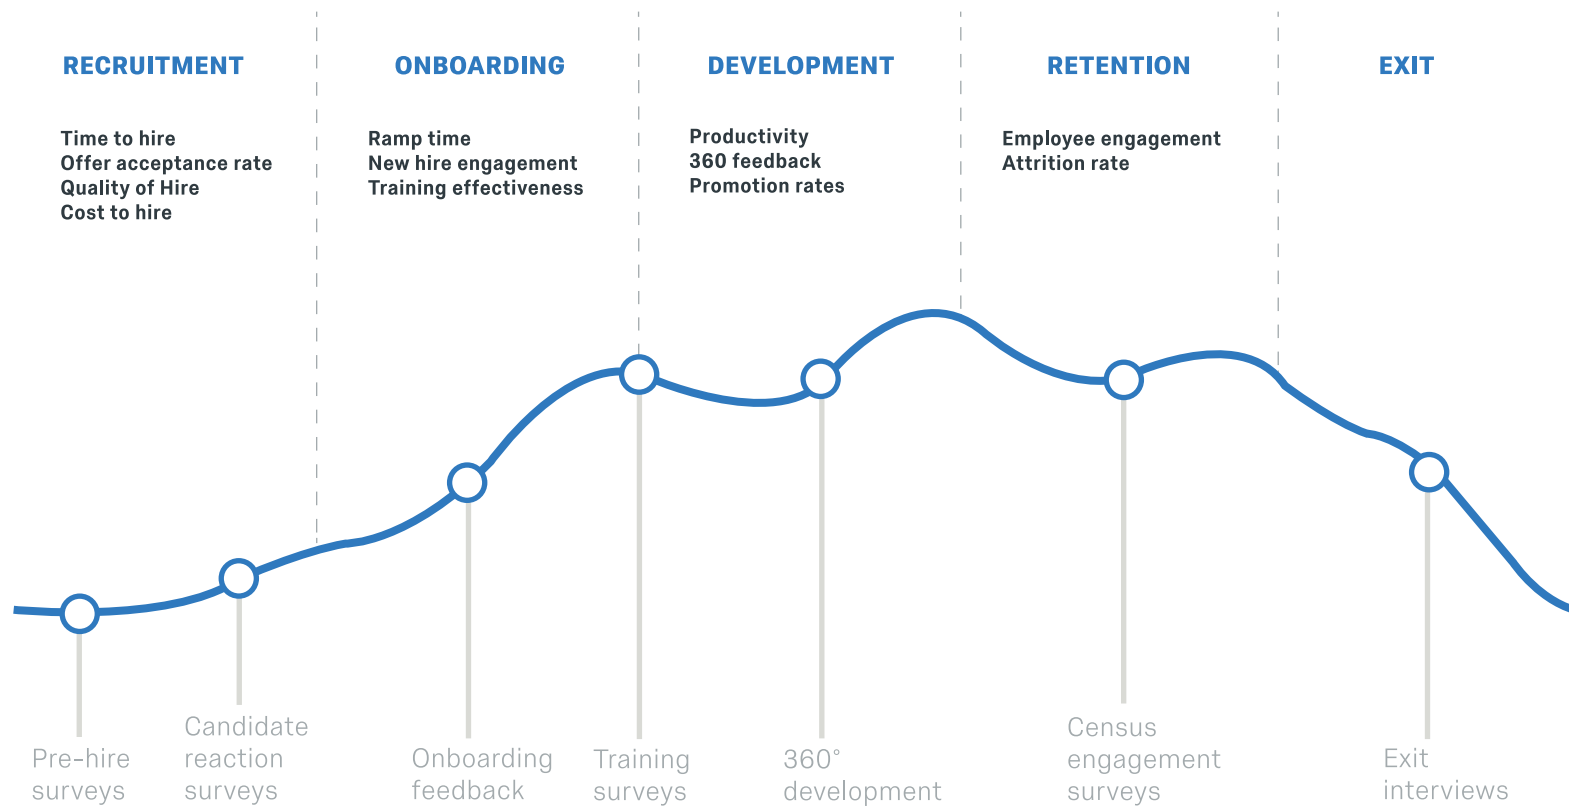 RECRUITMENT
Time to hire
Offer acceptance rate
Quality of Hire
Cost to hire
ONBOARDING
Ramp time
New hire engagement
Training effectiveness
DEVELOPMENT
Productivity
360 feedback
Promotion rates
RETENTION
Employee engagement
Attrition rate
EXIT
Pre-hire
surveys
Candidate
reaction
surveys
Onboarding
feedback
Training
surveys
360°
development
Census
engagement
surveys
Exit
interviews